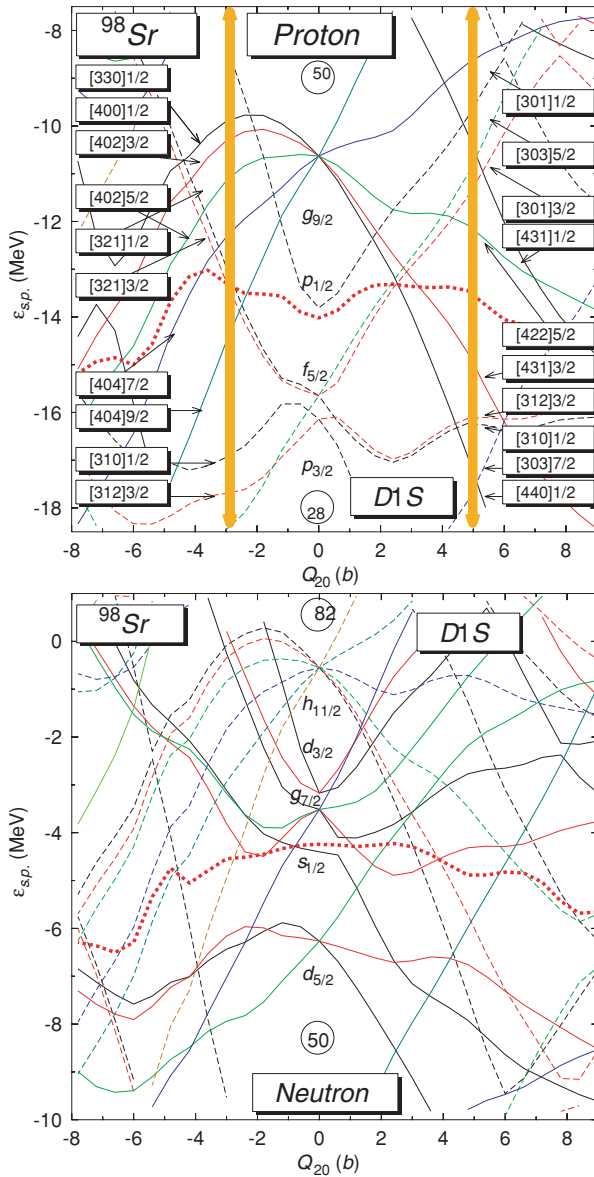 98Sr
Proton
50
[330]1/2
[400]1/2
[402]3/2
[402]5/2
[321]1/2
[321]3/2
[404]7/2
[404]9/2
[310]1/2
[312]3/2
[301]1/2
[303]5/2
[301]3/2
[431]1/2
[422]5/2
[431]3/2
[312]3/2
[310]1/2
[303]7/2
[440]1/2
g9/2
p1/2
f5/2
p3/2
28
D1S
-8
-10
-12
-14
-16
-18
εs.p. (MeV)
-8 -6 -4 -2 0 2 4 6 8
Q20 (b)
98Sr
82
D1S
h11/2
d3/2
g7/2
s1/2
d5/2
50
Neutron
0
-2
-4
-6
-8
-10
εs.p. (MeV)
-8 -6 -4 -2 0 2 4 6 8
Q20 (b)